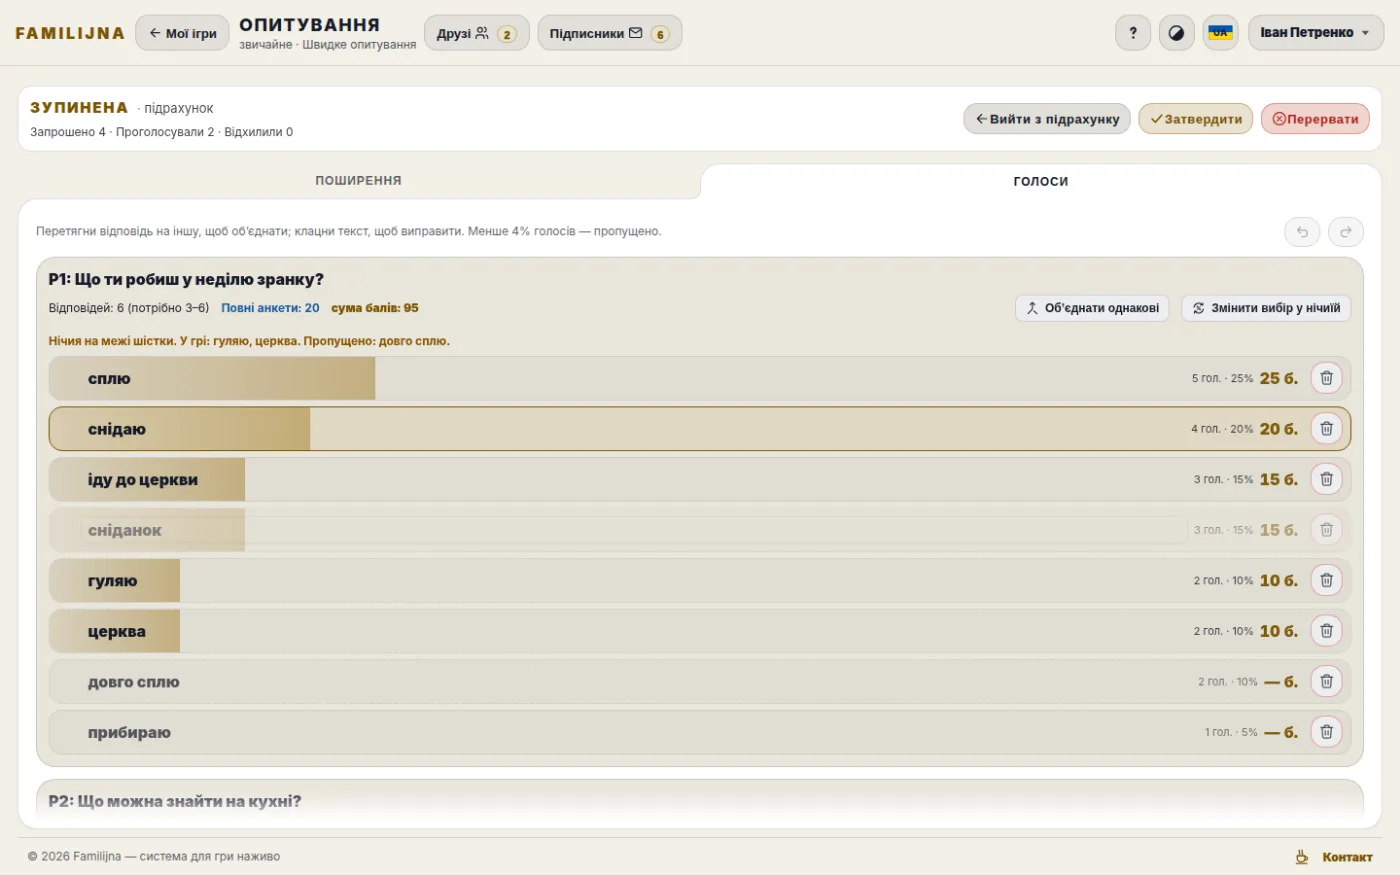 FAMILIJNA
Мої ігри
ОПИТУВАННЯ
звичайне · Швидке опитування
Друзі 2
Підписники 6
?
UA
Іван Петренко
ЗУПИНЕНА · підрахунок
Запрошено 4 · Проголосували 2 · Відхилили 0
Вийти з підрахунку
Затвердити
Перервати
ПОШИРЕННЯ
ГОЛОСИ
Перетягни відповідь на іншу, щоб об'єднати; клацни текст, щоб виправити. Менше 4% голосів — пропущено.
P1: Що ти робиш у неділю зранку?
Відповідей: 6 (потрібно 3–6) Повні анкети: 20 сума балів: 95
Об'єднати однакові
Змінити вибір у нічиїй
Нічия на межі шістки. У грі: гуляю, церква. Пропущено: довго сплю.
сплю 5 гол. · 25% 25 б.
снідаю 4 гол. · 20% 20 б.
іду до церкви 3 гол. · 15% 15 б.
сніданок 3 гол. · 15% 15 б.
гуляю 2 гол. · 10% 10 б.
церква 2 гол. · 10% 10 б.
довго сплю 2 гол. · 10% — б.
прибираю 1 гол. · 5% — б.
P2: Що можна знайти на кухні?
© 2026 Familijna — система для гри наживо
Контакт